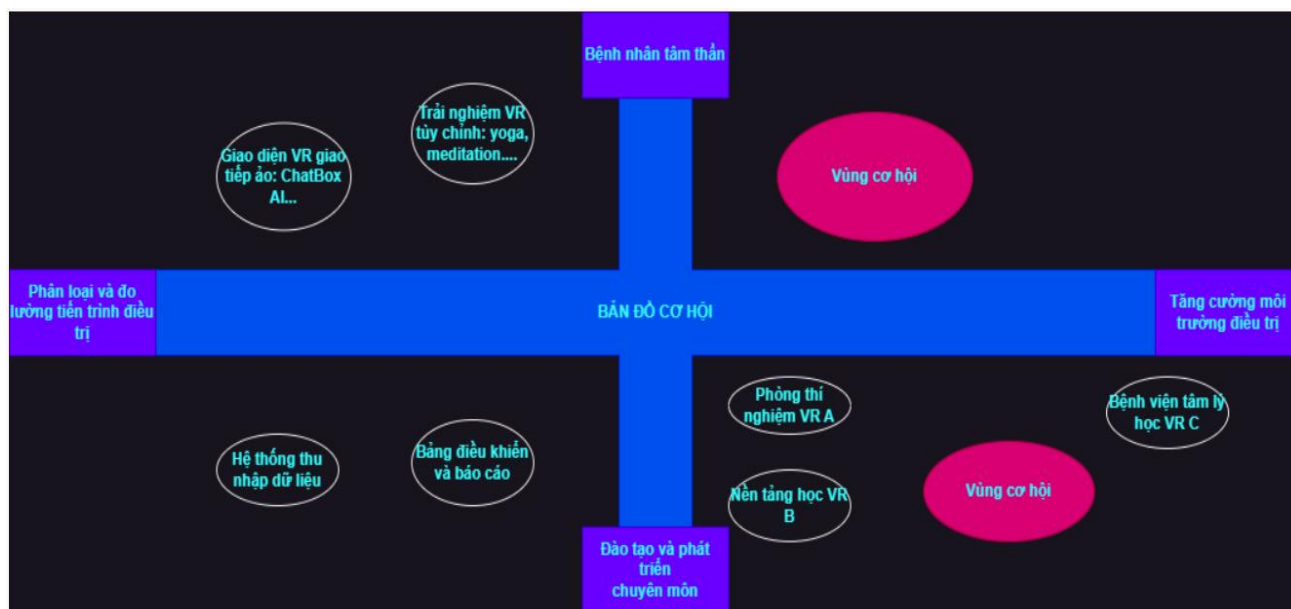 Bệnh nhân tâm thần
Trải nghiệm VR
tùy chỉnh: yoga,
meditation....
Giao diện VR giao
tiếp ảo: ChatBox
AI...
Vùng cơ hội
Phân loại và đo
lường tiến trình điều
trị
BẢN ĐỒ CƠ HỘI
Tăng cường môi
trường điều trị
Phòng thí
nghiệm VR A
Bệnh viện tâm lý
học VR C
Hệ thống thu
nhập dữ liệu
Bảng điều khiển
và báo cáo
Nền tảng học VR
B
Vùng cơ hội
Đào tạo và phát
triển
chuyên môn